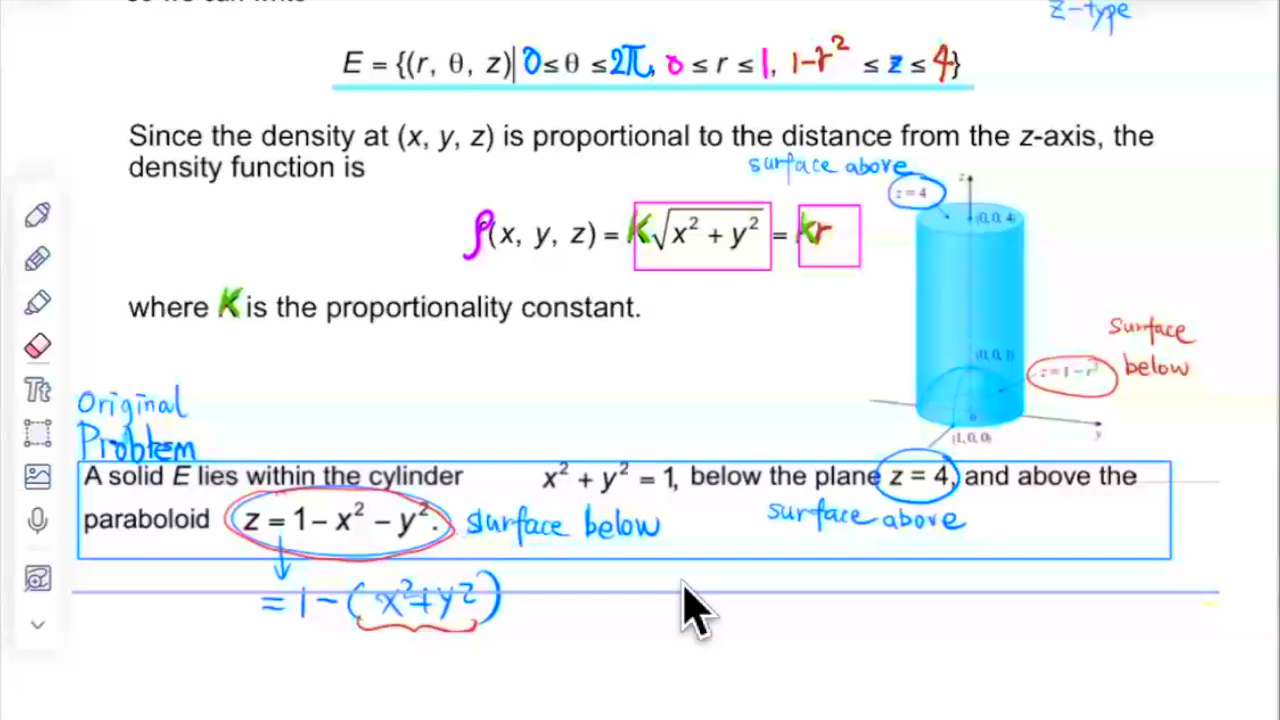 z-type
E = {(r, θ, z)| 0 ≤ θ ≤ 2π, 0 ≤ r ≤ 1, 1-r² ≤ z ≤ 4}
Since the density at (x, y, z) is proportional to the distance from the z-axis, the
density function is
surface above
z = 4
z
(0, 0, 4)
ρ(x, y, z) = K√(x² + y²) = kr
where K is the proportionality constant.
(0, 0, 1)
Surface
below
z = 1 − r²
0
(1, 0, 0)
y
Original
Problem
A solid E lies within the cylinder x² + y² = 1, below the plane z = 4, and above the
paraboloid z = 1 − x² − y². surface below
surface above
= 1 - (x²+y²)
Tt